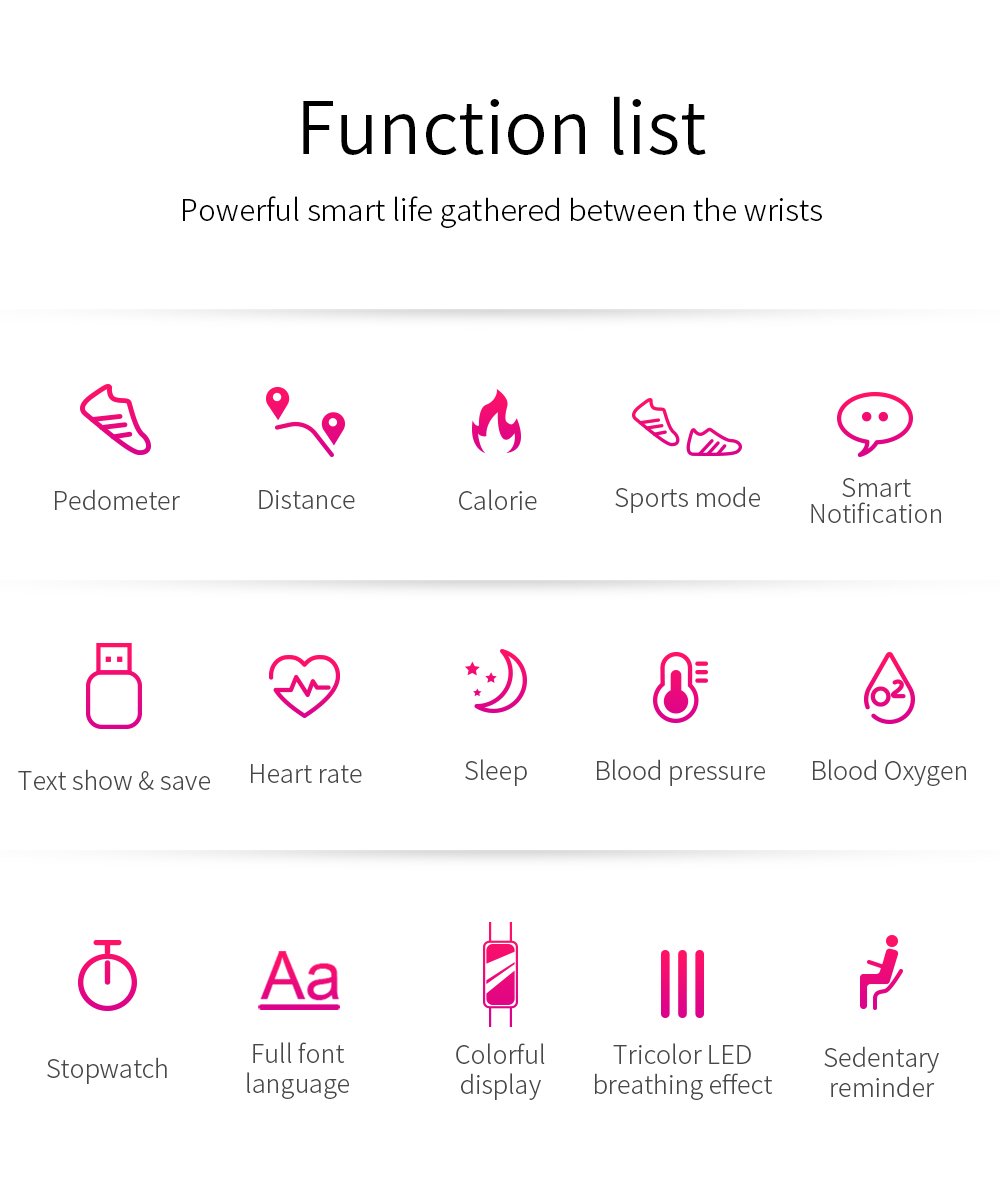 Function list
Powerful smart life gathered between the wrists
Pedometer
Distance
Calorie
Sports mode
Smart
Notification
Text show & save
Heart rate
Sleep
Blood pressure
O2
Blood Oxygen
Stopwatch
Aa
Full font
language
Colorful
display
Tricolor LED
breathing effect
Sedentary
reminder